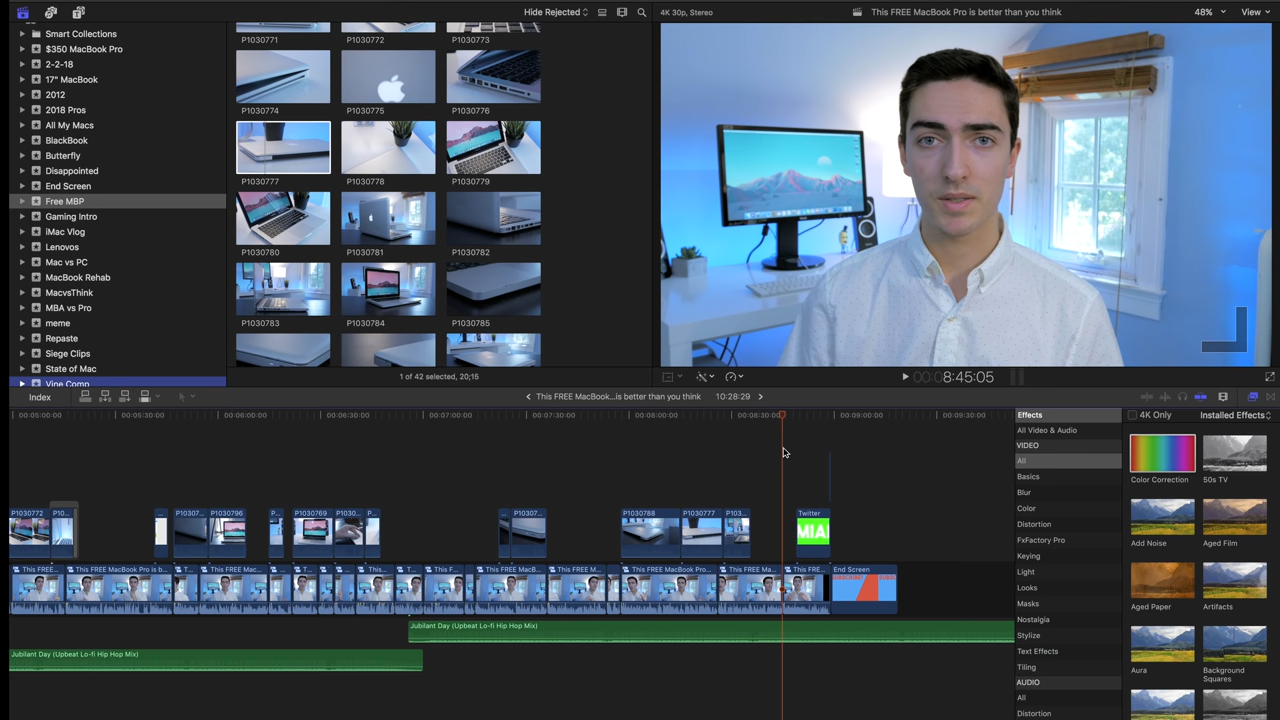 Hide Rejected
4K 30p, Stereo
This FREE MacBook Pro is better than you think
48%
View
Smart Collections
$350 MacBook Pro
2-2-18
17" MacBook
2012
2018 Pros
All My Macs
BlackBook
Butterfly
Disappointed
End Screen
Free MBP
Gaming Intro
iMac Vlog
Lenovos
Mac vs PC
MacBook Rehab
MacvsThink
MBA vs Pro
meme
Repaste
Siege Clips
State of Mac
Vine Comp
P1030771
P1030772
P1030773
P1030774
P1030775
P1030776
P1030777
P1030778
P1030779
P1030780
P1030781
P1030782
P1030783
P1030784
P1030785
1 of 42 selected, 20;15
00:00:8:45:05
Index
This FREE MacBook...is better than you think
10:28:29
00:05:00:00
00:05:30:00
00:06:00:00
00:06:30:00
00:07:00:00
00:07:30:00
00:08:00:00
00:08:30:00
00:09:00:00
00:09:30:00
P1030772
P10...
...
P10307...
P1030796
P...
P1030769
P1030...
P...
...
P10307...
P1030788
P1030777
P103...
Twitter
MIA
This FREE...
This FREE MacBook Pro is b...
T...
This FREE Mac...
This...
T...
This F...
This FREE MacB...
This FREE M...
This FREE MacBook Pro...
This FREE Ma...
This FRE...
End Screen
Jubilant Day (Upbeat Lo-fi Hip Hop Mix)
Jubilant Day (Upbeat Lo-fi Hip Hop Mix)
Effects
4K Only
Installed Effects
All Video & Audio
VIDEO
All
Basics
Blur
Color
Distortion
FxFactory Pro
Keying
Light
Looks
Masks
Nostalgia
Stylize
Text Effects
Tiling
AUDIO
All
Distortion
Color Correction
50s TV
Add Noise
Aged Film
Aged Paper
Artifacts
Aura
Background
Squares